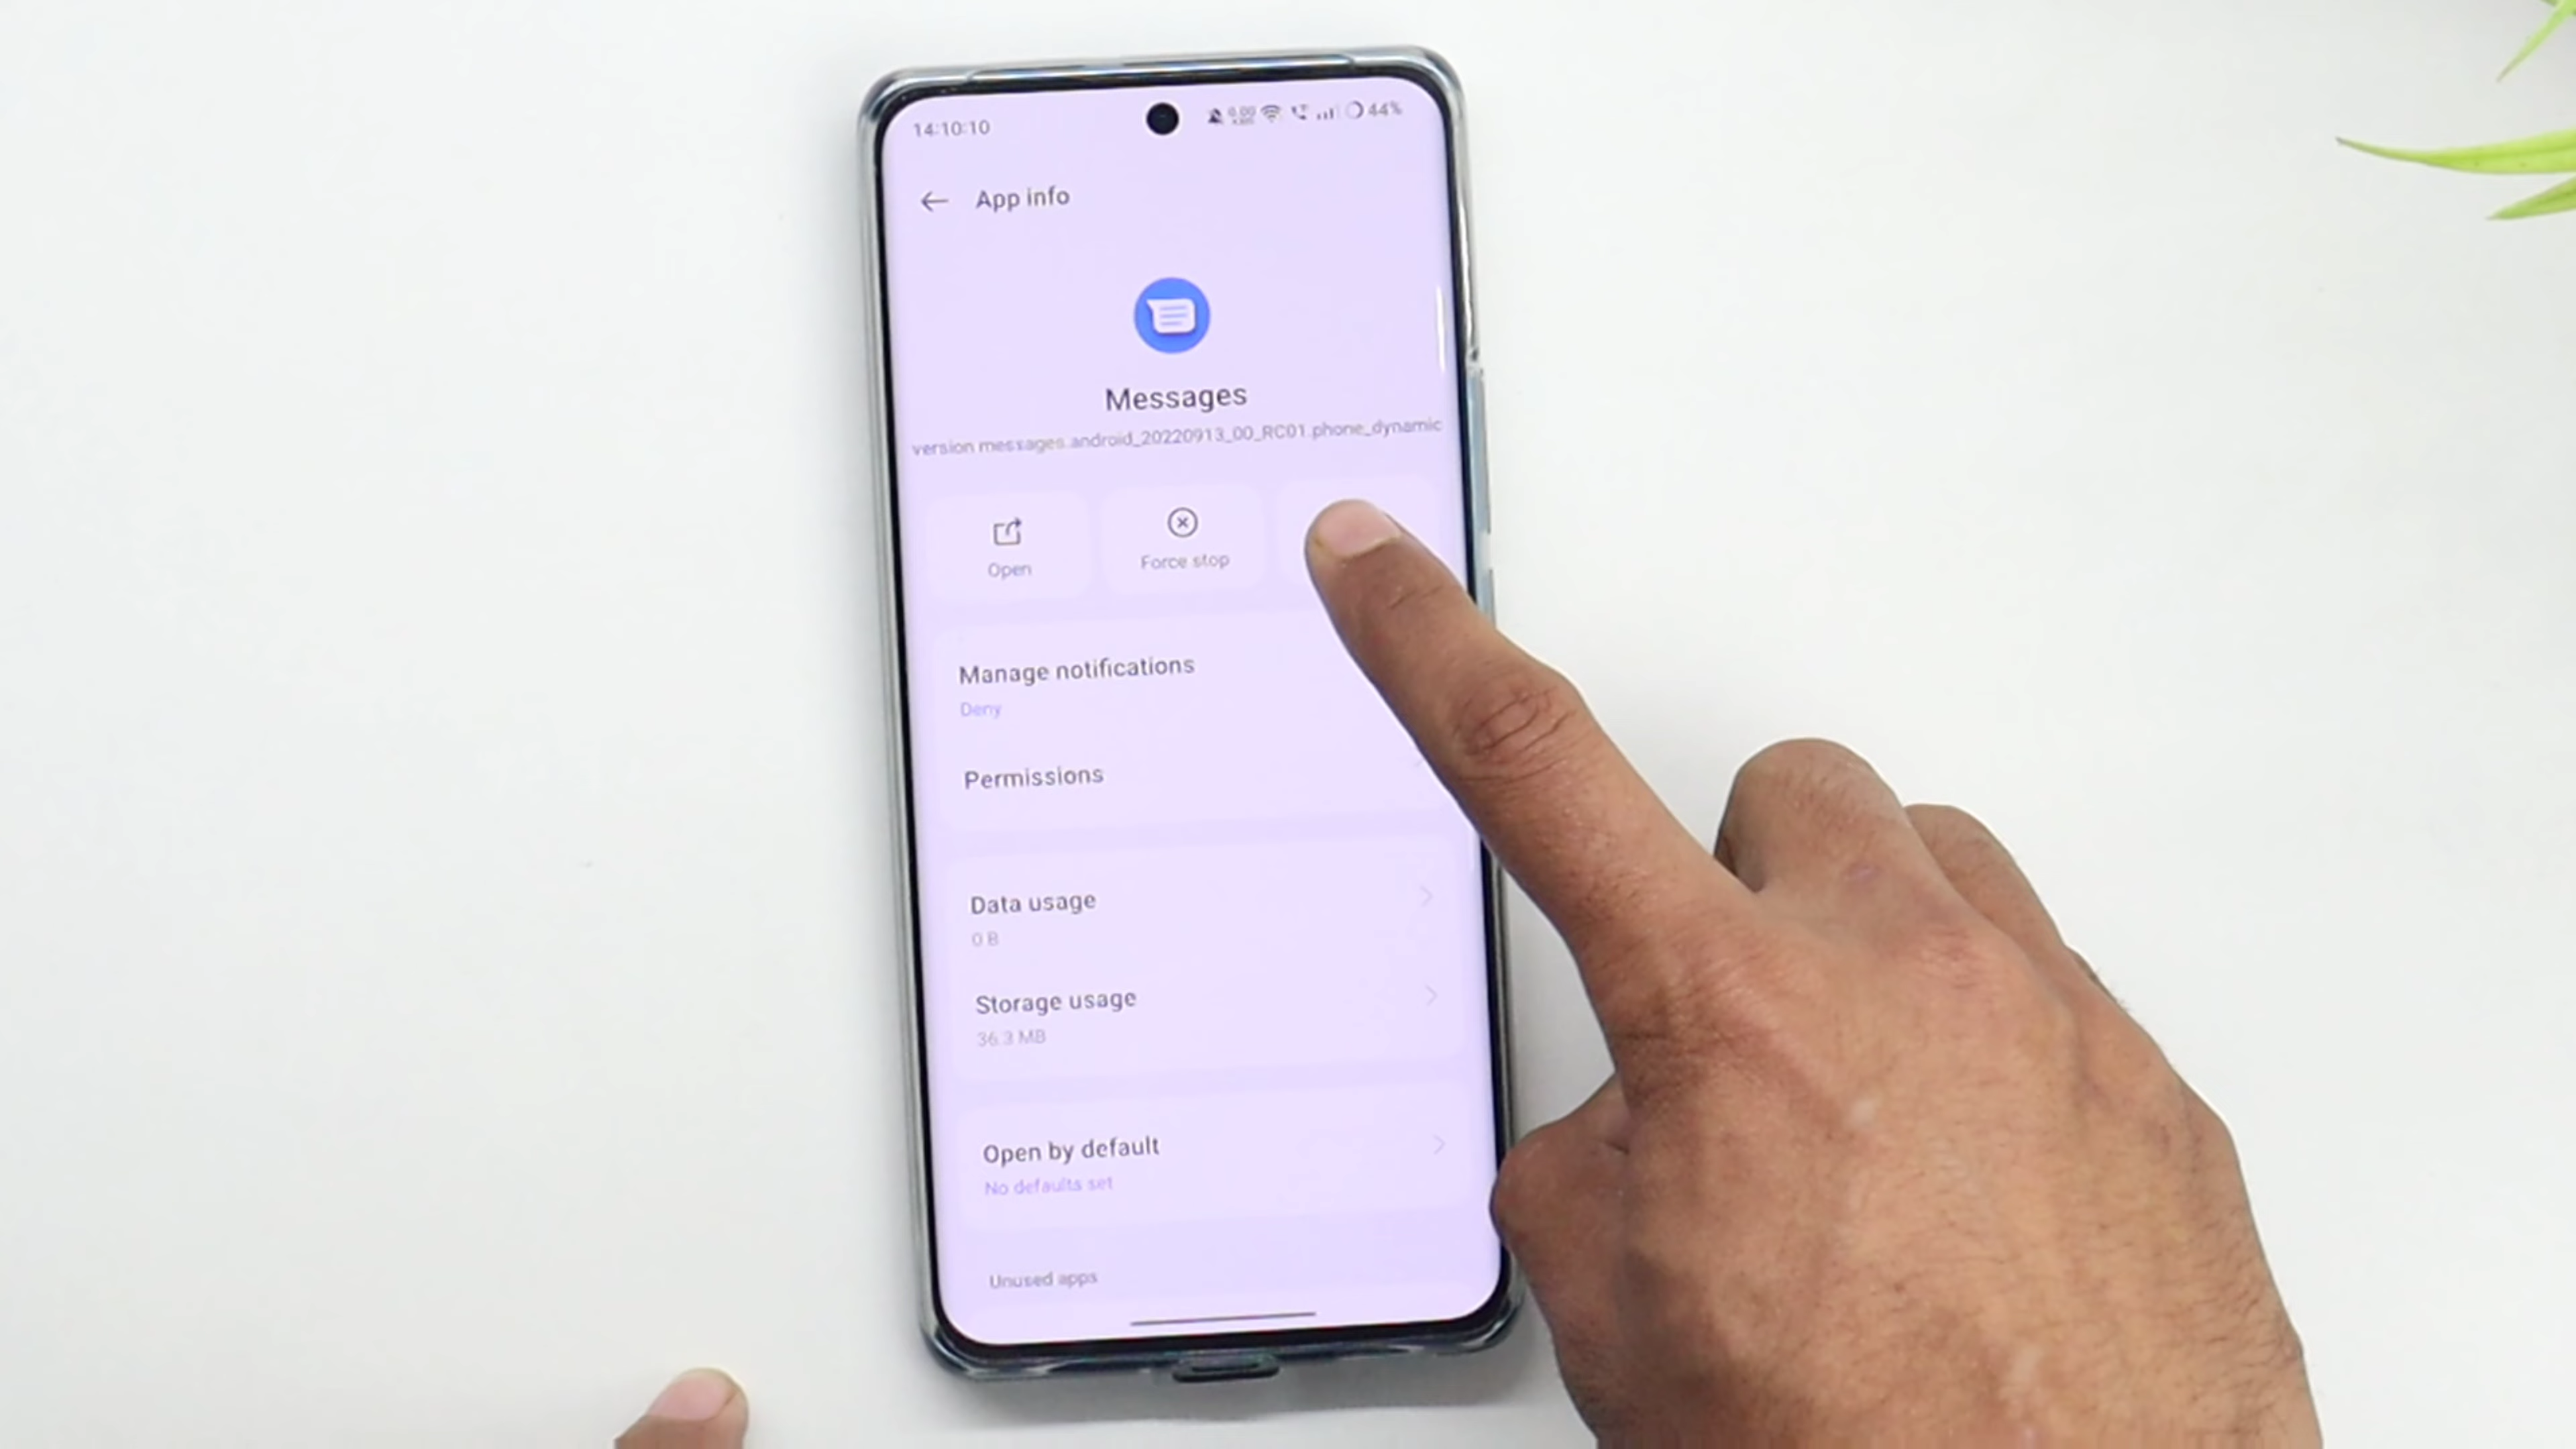 14:10:10
44%
App info
Messages
version messages.android_20220913_00_RC01.phone_dynamic
Open
Force stop
Manage notifications
Deny
Permissions
Data usage
0 B
Storage usage
36.3 MB
Open by default
No defaults set
Unused apps